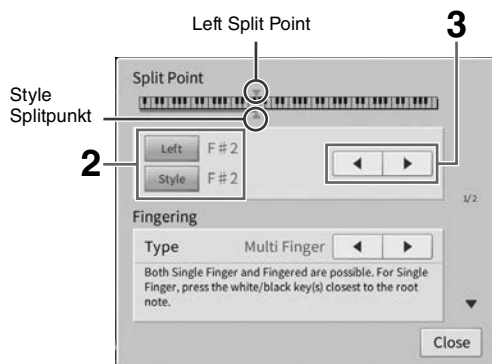 Left Split Point
3
Split Point
Style
Splitpunkt
2
Left F#2
Style F#2
1/2
Fingering
Type Multi Finger
Both Single Finger and Fingered are possible. For Single
Finger, press the white/black key(s) closest to the root
note.
Close